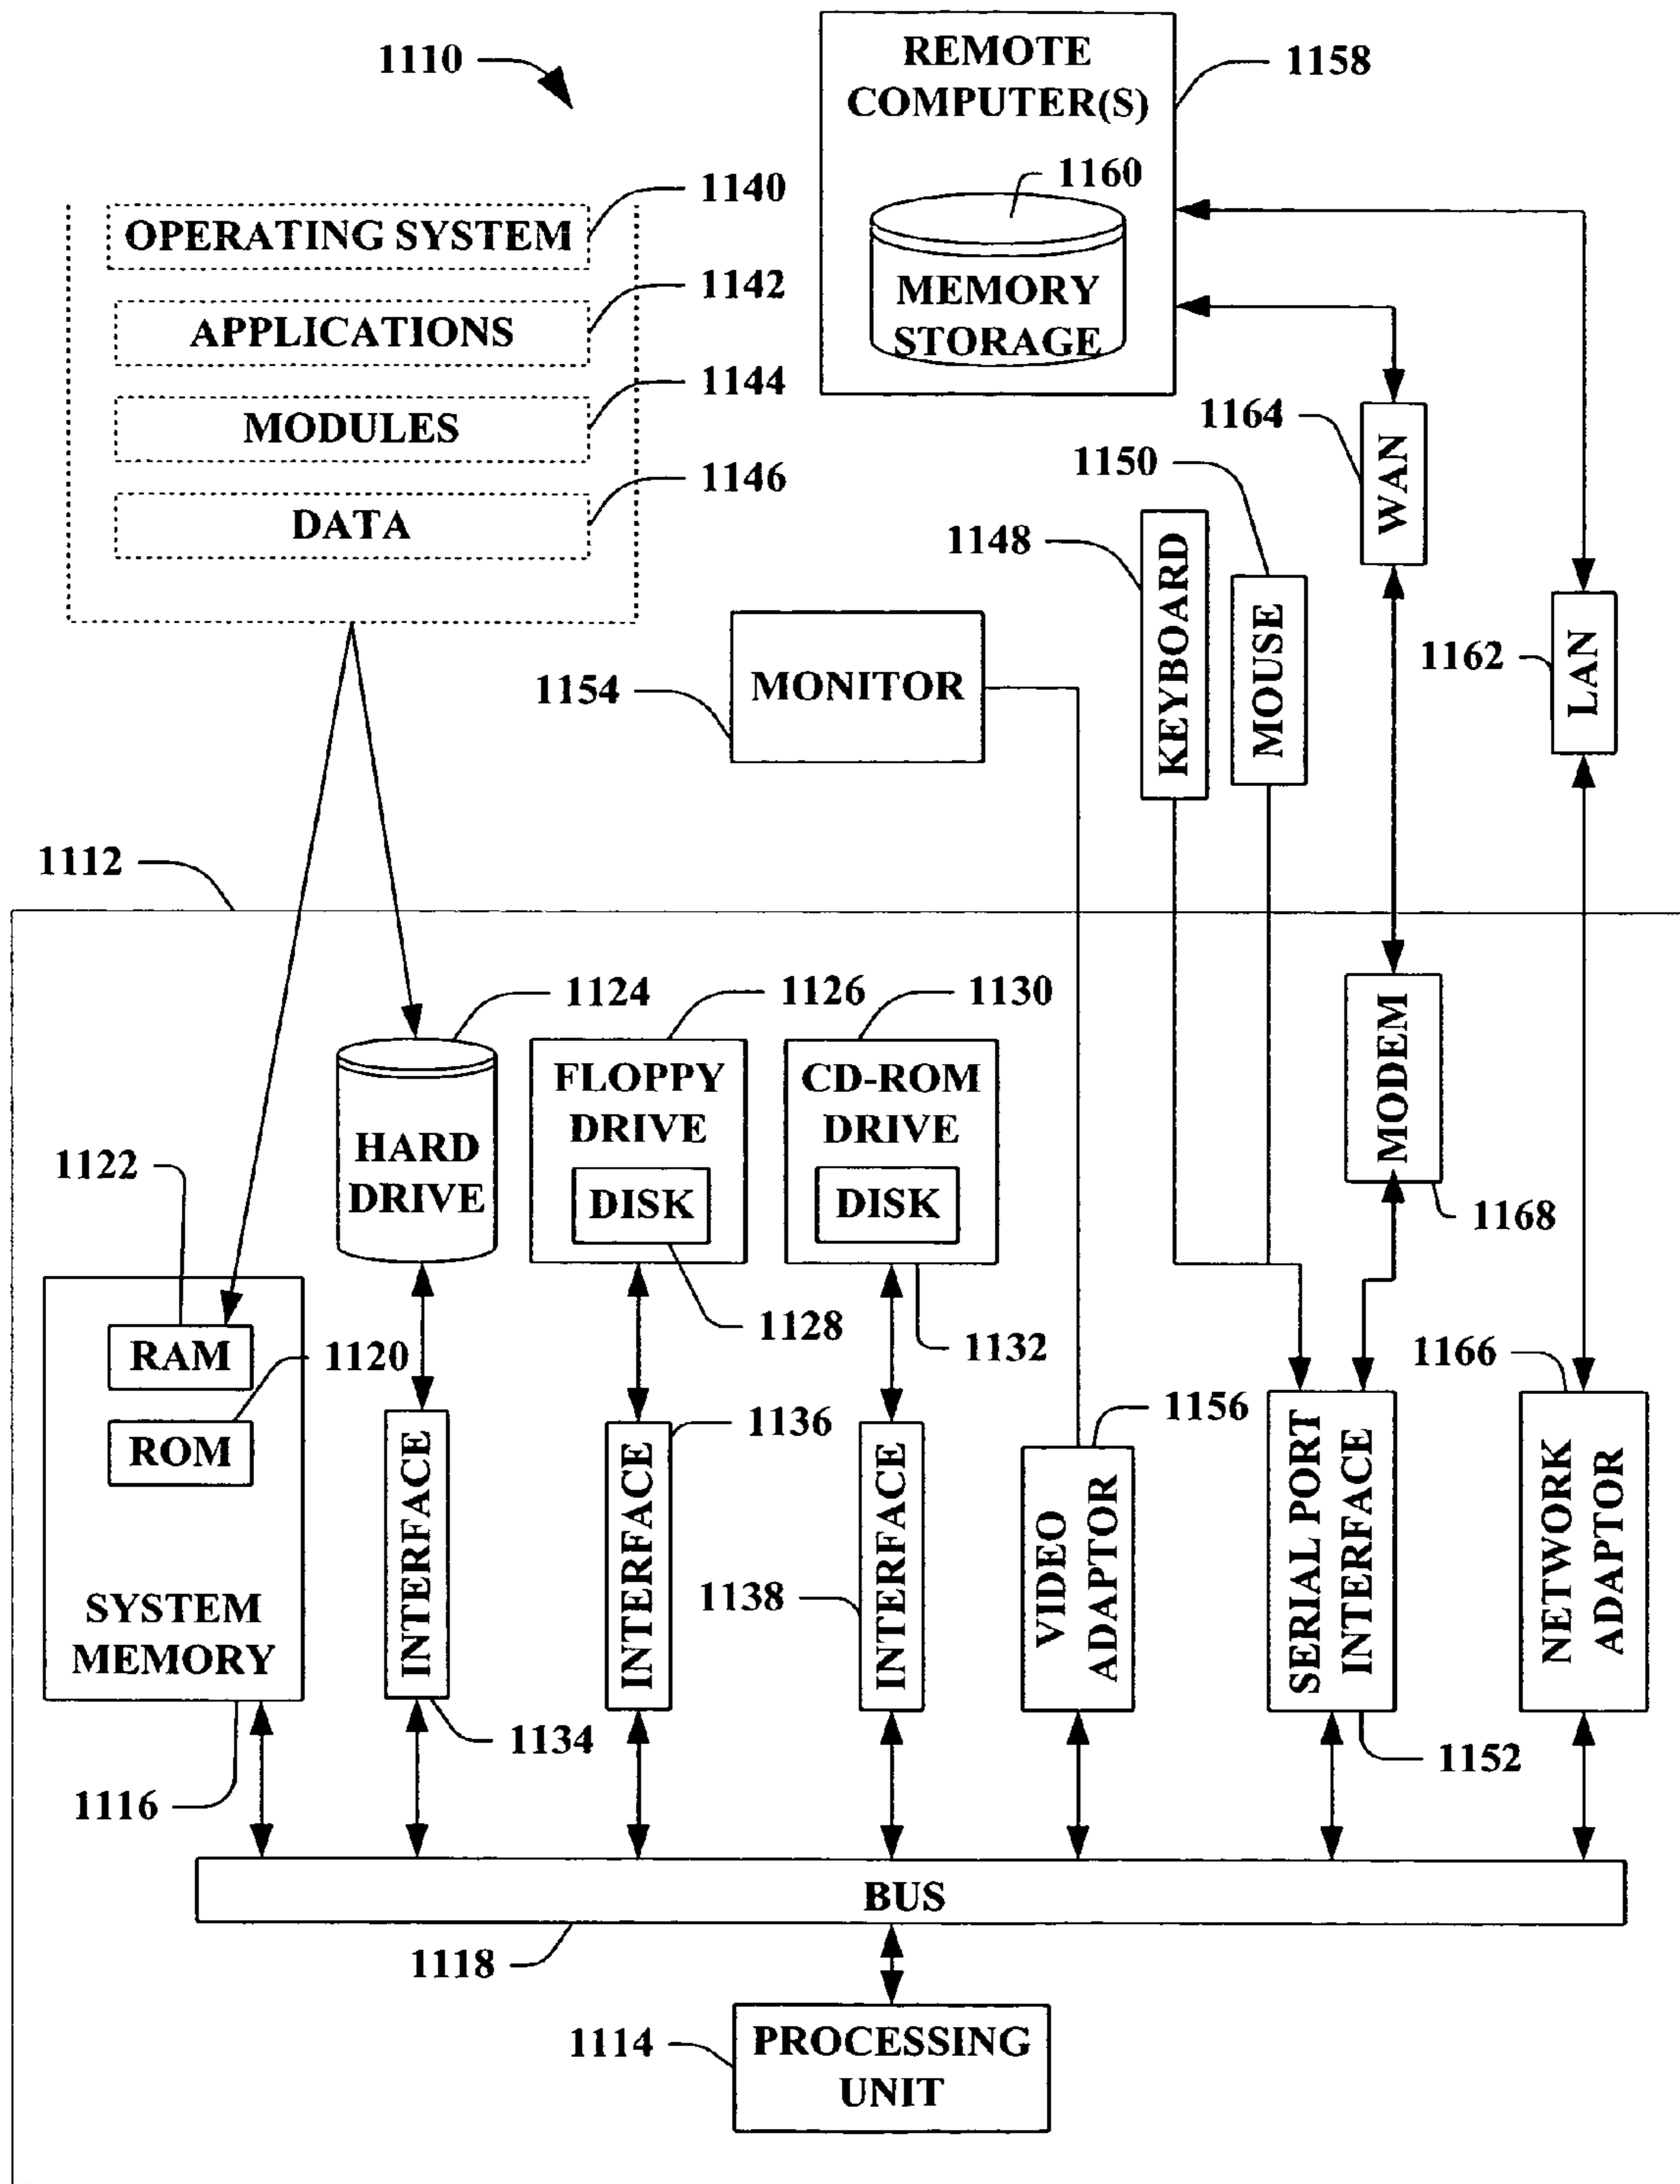 1110
REMOTE
COMPUTER(S)
1158
1160
MEMORY
STORAGE
1140
OPERATING SYSTEM
1142
APPLICATIONS
1144
MODULES
1146
DATA
1164
WAN
1150
MOUSE
1148
KEYBOARD
1162
LAN
1154
MONITOR
1112
1124
HARD
DRIVE
1126
FLOPPY
DRIVE
DISK
1128
1130
CD-ROM
DRIVE
DISK
1132
MODEM
1168
1122
RAM
1120
ROM
SYSTEM
MEMORY
1116
INTERFACE
1134
INTERFACE
1136
INTERFACE
1138
1156
VIDEO
ADAPTOR
SERIAL PORT
INTERFACE
1152
1166
NETWORK
ADAPTOR
BUS
1118
1114
PROCESSING
UNIT